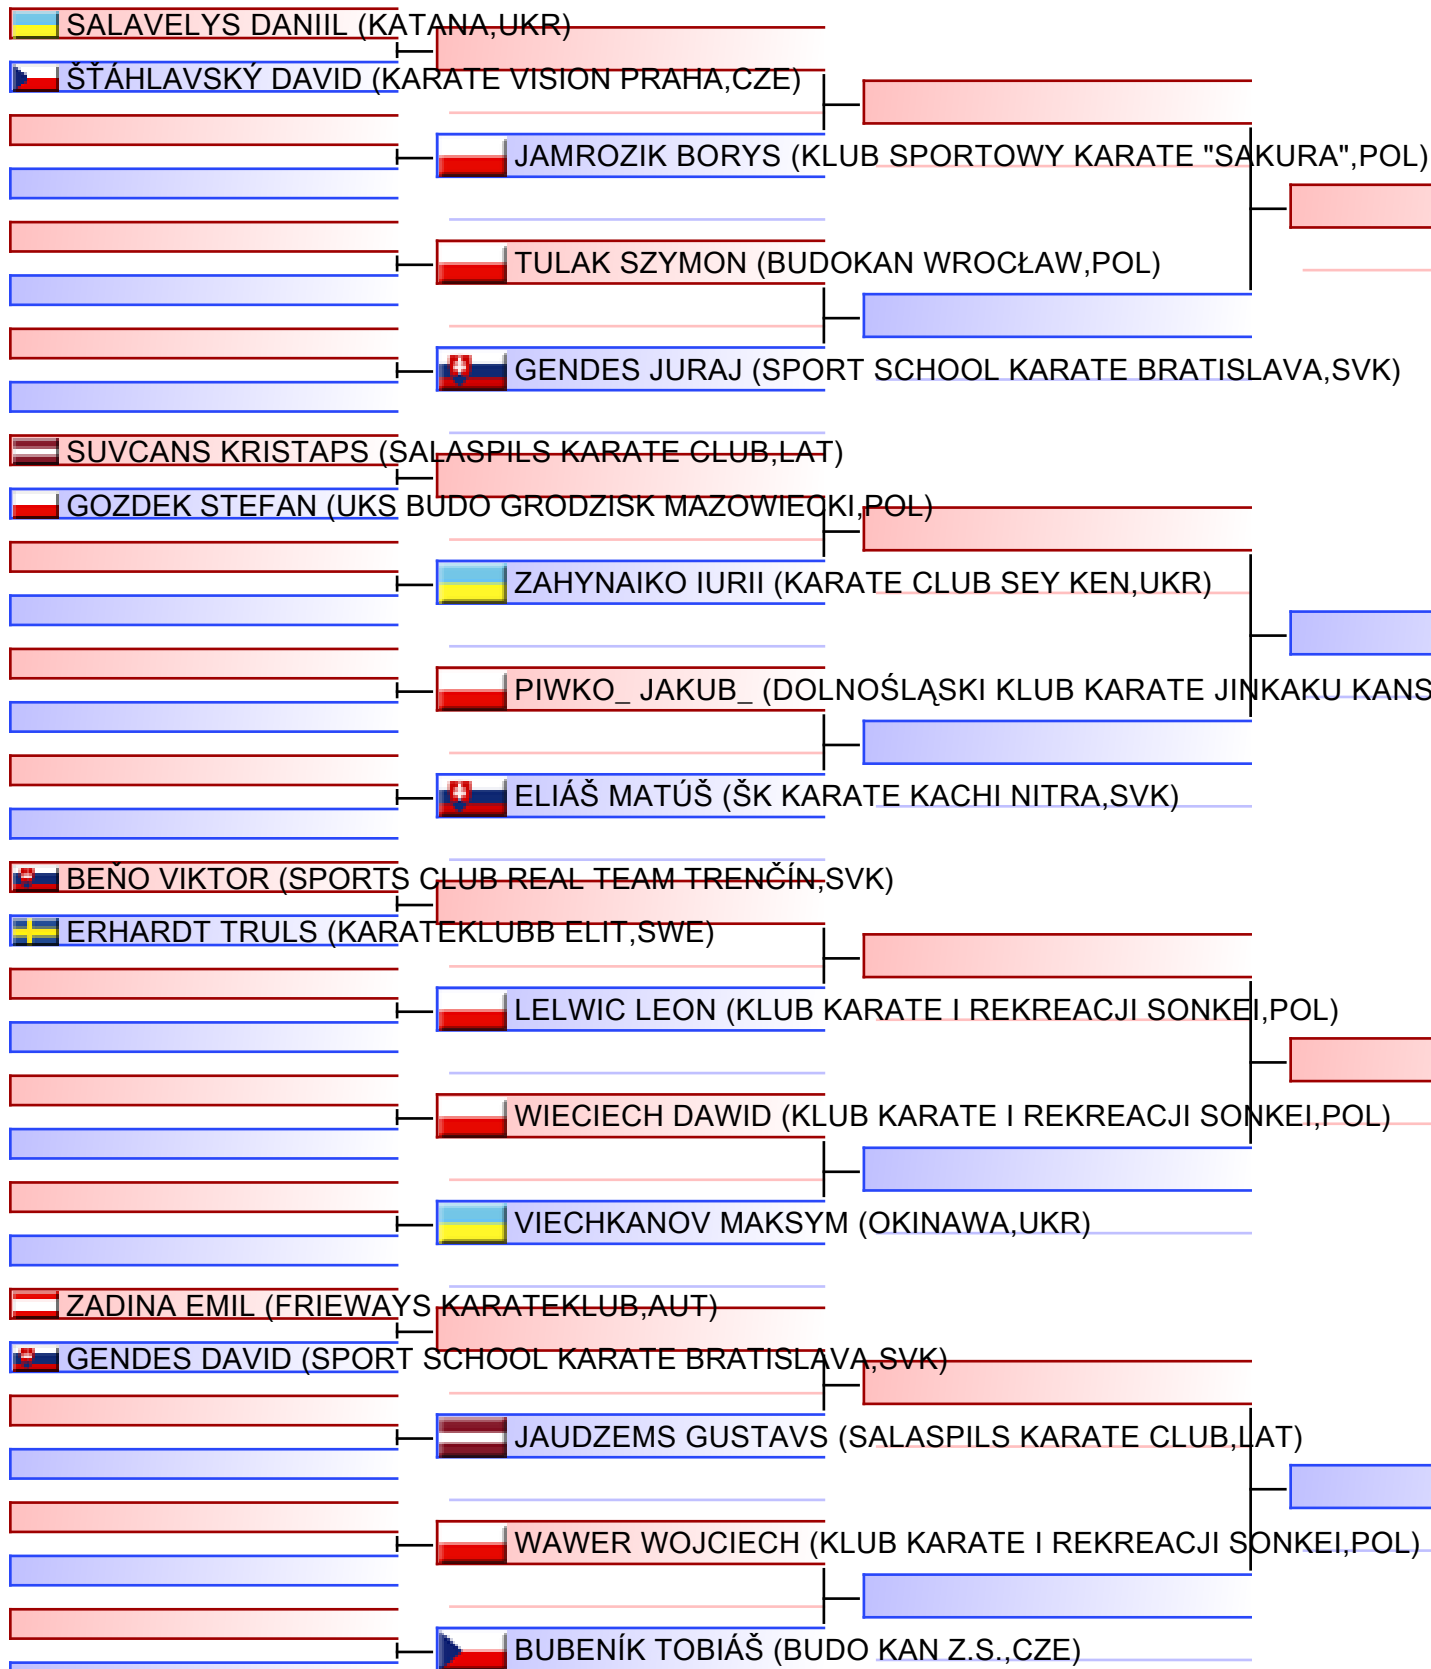 SALAVELYS DANIIL (KATANA,UKR)
ŠŤÁHLAVSKÝ DAVID (KARATE VISION PRAHA,CZE)
JAMROZIK BORYS (KLUB SPORTOWY KARATE "SAKURA",POL)
TULAK SZYMON (BUDOKAN WROCŁAW,POL)
GENDES JURAJ (SPORT SCHOOL KARATE BRATISLAVA,SVK)
SUVCANS KRISTAPS (SALASPILS KARATE CLUB,LAT)
GOZDEK STEFAN (UKS BUDO GRODZISK MAZOWIECKI,POL)
ZAHYNAIKO IURII (KARATE CLUB SEY KEN,UKR)
PIWKO_ JAKUB_ (DOLNOŚLĄSKI KLUB KARATE JINKAKU KANS
ELIÁŠ MATÚŠ (ŠK KARATE KACHI NITRA,SVK)
BEŇO VIKTOR (SPORTS CLUB REAL TEAM TRENČÍN,SVK)
ERHARDT TRULS (KARATEKLUBB ELIT,SWE)
LELWIC LEON (KLUB KARATE I REKREACJI SONKEI,POL)
WIECIECH DAWID (KLUB KARATE I REKREACJI SONKEI,POL)
VIECHKANOV MAKSYM (OKINAWA,UKR)
ZADINA EMIL (FRIEWAYS KARATEKLUB,AUT)
GENDES DAVID (SPORT SCHOOL KARATE BRATISLAVA,SVK)
JAUDZEMS GUSTAVS (SALASPILS KARATE CLUB,LAT)
WAWER WOJCIECH (KLUB KARATE I REKREACJI SONKEI,POL)
BUBENÍK TOBIÁŠ (BUDO KAN Z.S.,CZE)